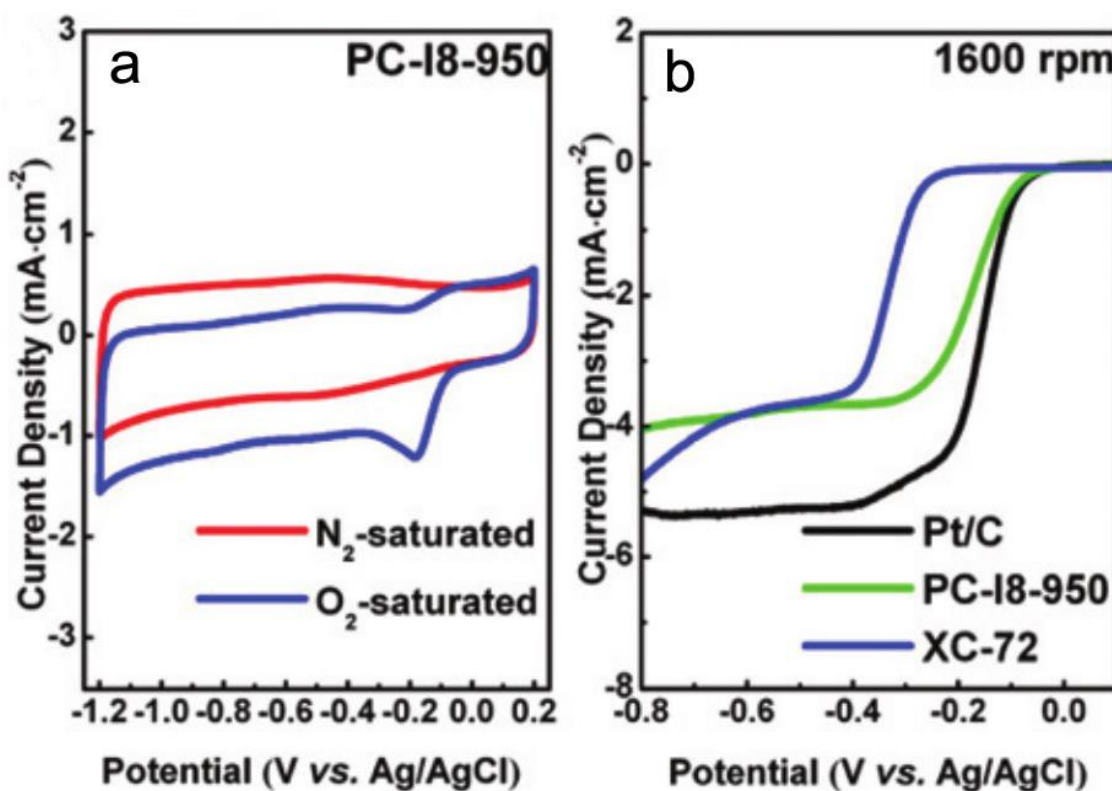 a
PC-I8-950
3
2
1
0
-1
-2
-3
Current Density (mA·cm⁻²)
N₂-saturated
O₂-saturated
-1.2 -1.0 -0.8 -0.6 -0.4 -0.2 0.0 0.2
Potential (V vs. Ag/AgCl)
b
1600 rpm
2
0
-2
-4
-6
-8
Current Density (mA·cm⁻²)
Pt/C
PC-I8-950
XC-72
-0.8 -0.6 -0.4 -0.2 0.0
Potential (V vs. Ag/AgCl)